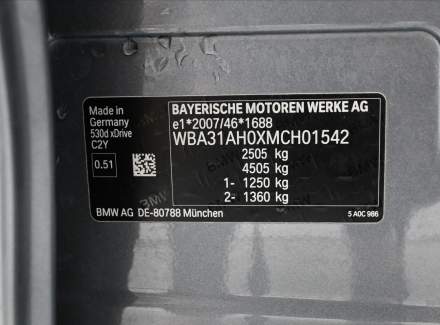 Made in
Germany
530d xDrive
C2Y
0.51
BAYERISCHE MOTOREN WERKE AG
e1*2007/46*1688
WBA31AH0XMCH01542
2505 kg
4505 kg
1- 1250 kg
2- 1360 kg
BMW AG DE-80788 München
5 A0C 986